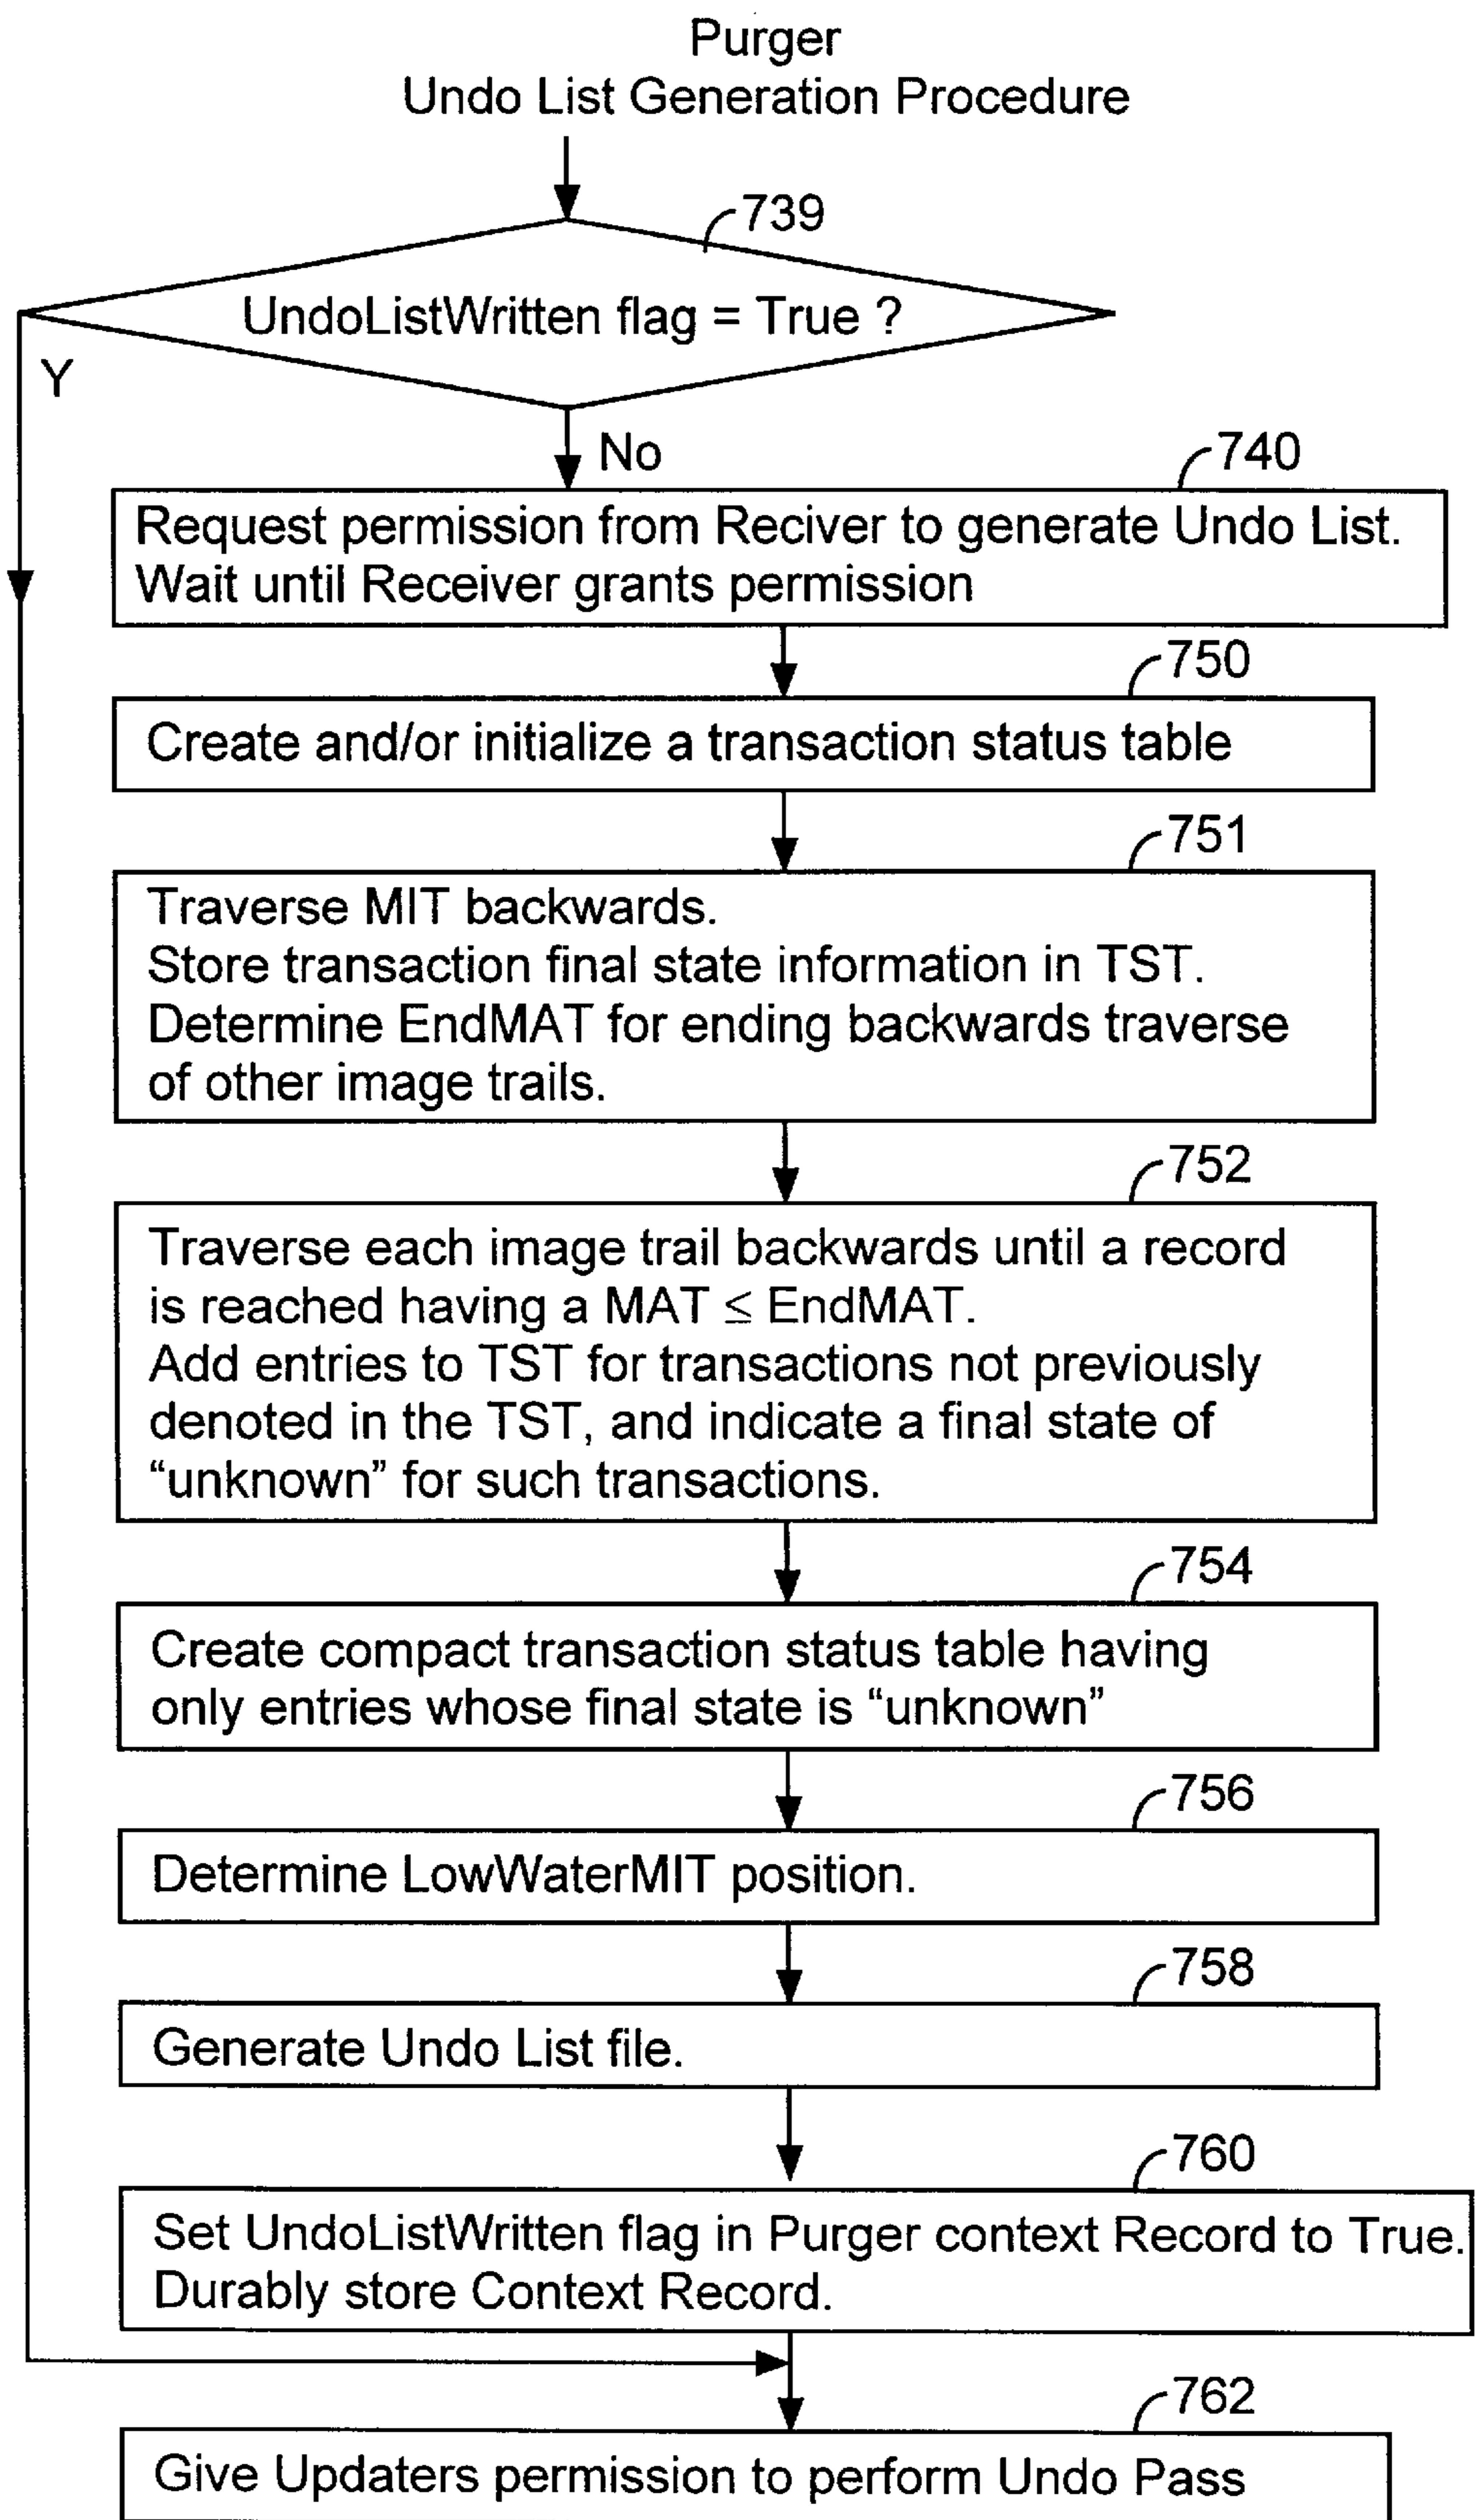 Purger
Undo List Generation Procedure
739
UndoListWritten flag = True ?
Y
No
740
Request permission from Reciver to generate Undo List.
Wait until Receiver grants permission
750
Create and/or initialize a transaction status table
751
Traverse MIT backwards.
Store transaction final state information in TST.
Determine EndMAT for ending backwards traverse
of other image trails.
752
Traverse each image trail backwards until a record
is reached having a MAT ≤ EndMAT.
Add entries to TST for transactions not previously
denoted in the TST, and indicate a final state of
“unknown” for such transactions.
754
Create compact transaction status table having
only entries whose final state is “unknown”
756
Determine LowWaterMIT position.
758
Generate Undo List file.
760
Set UndoListWritten flag in Purger context Record to True.
Durably store Context Record.
762
Give Updaters permission to perform Undo Pass